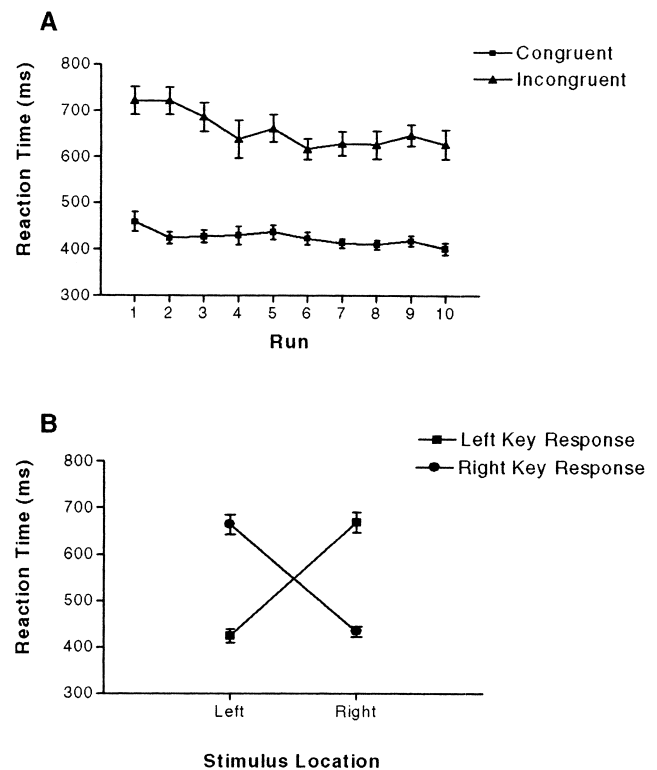 A
Congruent
Incongruent
Reaction Time (ms)
800
700
600
500
400
300
1 2 3 4 5 6 7 8 9 10
Run
B
Left Key Response
Right Key Response
Reaction Time (ms)
800
700
600
500
400
300
Left Right
Stimulus Location